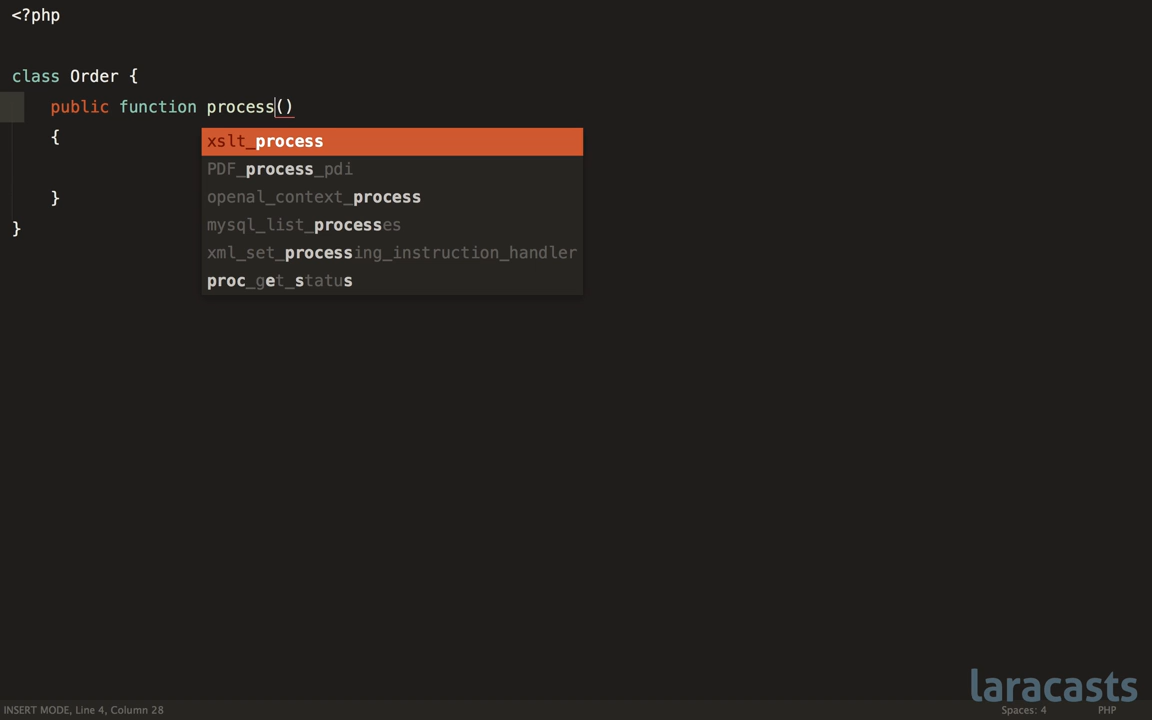 <?php
class Order {
public function process()
{
xslt_process
PDF_process_pdi
openal_context_process
}
mysql_list_processes
}
xml_set_processing_instruction_handler
proc_get_status
laracasts
INSERT MODE, Line 4, Column 28
Spaces: 4
PHP